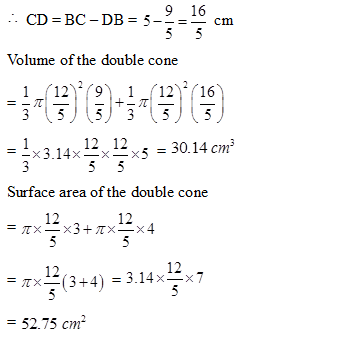 ∴ CD = BC − DB = 5 − 9/5 = 16/5 cm
Volume of the double cone
= 1/3 π (12/5)² (9/5) + 1/3 π (12/5)² (16/5)
= 1/3 × 3.14 × 12/5 × 12/5 × 5 = 30.14 cm³
Surface area of the double cone
= π × 12/5 × 3 + π × 12/5 × 4
= π × 12/5 (3 + 4) = 3.14 × 12/5 × 7
= 52.75 cm²